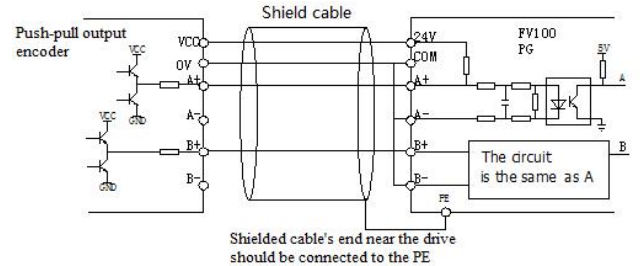 Shield cable
Push-pull output
encoder
VCC
VCC
0V
A+
A-
VCC
GND
B+
B-
GND
24V
COM
A+
A-
B+
B-
FV100
PG
5V
A
B
The circuit
is the same as A
PE
Shielded cable's end near the drive
should be connected to the PE